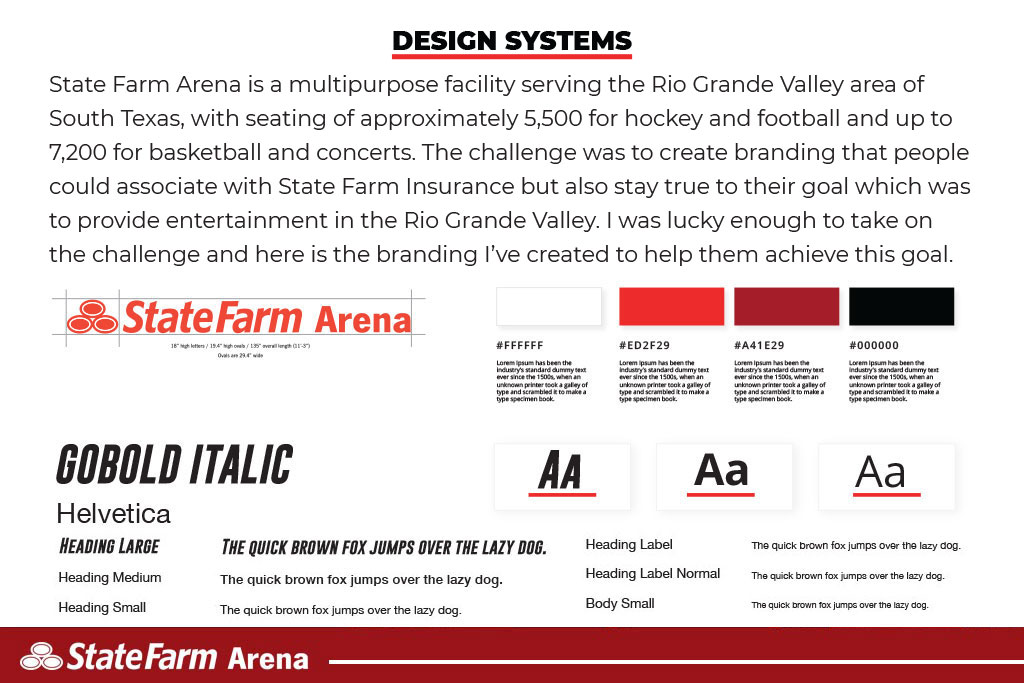 DESIGN SYSTEMS
State Farm Arena is a multipurpose facility serving the Rio Grande Valley area of
South Texas, with seating of approximately 5,500 for hockey and football and up to
7,200 for basketball and concerts. The challenge was to create branding that people
could associate with State Farm Insurance but also stay true to their goal which was
to provide entertainment in the Rio Grande Valley. I was lucky enough to take on
the challenge and here is the branding I've created to help them achieve this goal.
State Farm Arena
18" high letters / 19.4" high ovals / 135" overall length (11'-3")
Ovals are 29.4" wide
#FFFFFF
Lorem Ipsum has been the
industry's standard dummy text
ever since the 1500s, when an
unknown printer took a galley of
type and scrambled it to make a
type specimen book.
#ED2F29
Lorem Ipsum has been the
industry's standard dummy text
ever since the 1500s, when an
unknown printer took a galley of
type and scrambled it to make a
type specimen book.
#A41E29
Lorem Ipsum has been the
industry's standard dummy text
ever since the 1500s, when an
unknown printer took a galley of
type and scrambled it to make a
type specimen book.
#000000
Lorem Ipsum has been the
industry's standard dummy text
ever since the 1500s, when an
unknown printer took a galley of
type and scrambled it to make a
type specimen book.
GOBOLD ITALIC
Helvetica
Aa
Aa
Aa
Heading Large
The quick brown fox jumps over the lazy dog.
Heading Medium
The quick brown fox jumps over the lazy dog.
Heading Small
The quick brown fox jumps over the lazy dog.
Heading Label
The quick brown fox jumps over the lazy dog.
Heading Label Normal
The quick brown fox jumps over the lazy dog.
Body Small
The quick brown fox jumps over the lazy dog.
State Farm Arena